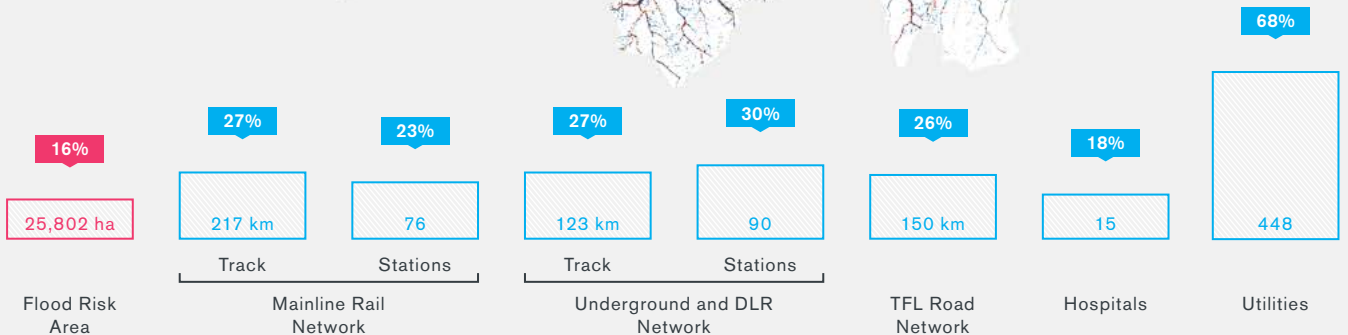 68%
27%
23%
27%
30%
26%
18%
16%
25,802 ha
217 km
76
123 km
90
150 km
15
448
Track
Stations
Track
Stations
Flood Risk
Area
Mainline Rail
Network
Underground and DLR
Network
TFL Road
Network
Hospitals
Utilities